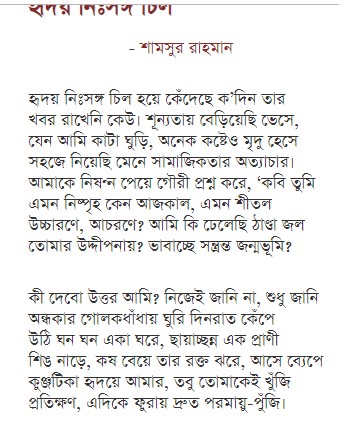 হৃদয় নিঃসঙ্গ চিল
- শামসুর রাহমান
হৃদয় নিঃসঙ্গ চিল হয়ে কেঁদেছে ক'দিন তার
খবর রাখেনি কেউ। শূন্যতায় বেড়িয়েছি ভেসে,
যেন আমি কাটা ঘুড়ি, অনেক কষ্টেও মৃদু হেসে
সহজে নিয়েছি মেনে সামাজিকতার অত্যাচার।
আমাকে নিষ'ন পেয়ে গৌরী প্রশ্ন করে, ‘কবি তুমি
এমন নিষ্পৃহ কেন আজকাল, এমন শীতল
উচ্চারণে, আচরণে? আমি কি ঢেলেছি ঠাণ্ডা জল
তোমার উদ্দীপনায়? ভাবাচ্ছে সন্ত্রস্ত জন্মভূমি?
কী দেবো উত্তর আমি? নিজেই জানি না, শুধু জানি
অন্ধকার গোলকধাঁধায় ঘুরি দিনরাত কেঁপে
উঠি ঘন ঘন একা ঘরে, ছায়াচ্ছন্ন এক প্রাণী
শিঙ নাড়ে, কষ বেয়ে তার রক্ত ঝরে, আসে ব্যেপে
কুজ্ঝটিকা হৃদয়ে আমার, তবু তোমাকেই খুঁজি
প্রতিক্ষণ, এদিকে ফুরায় দ্রুত পরমায়ু-পুঁজি।